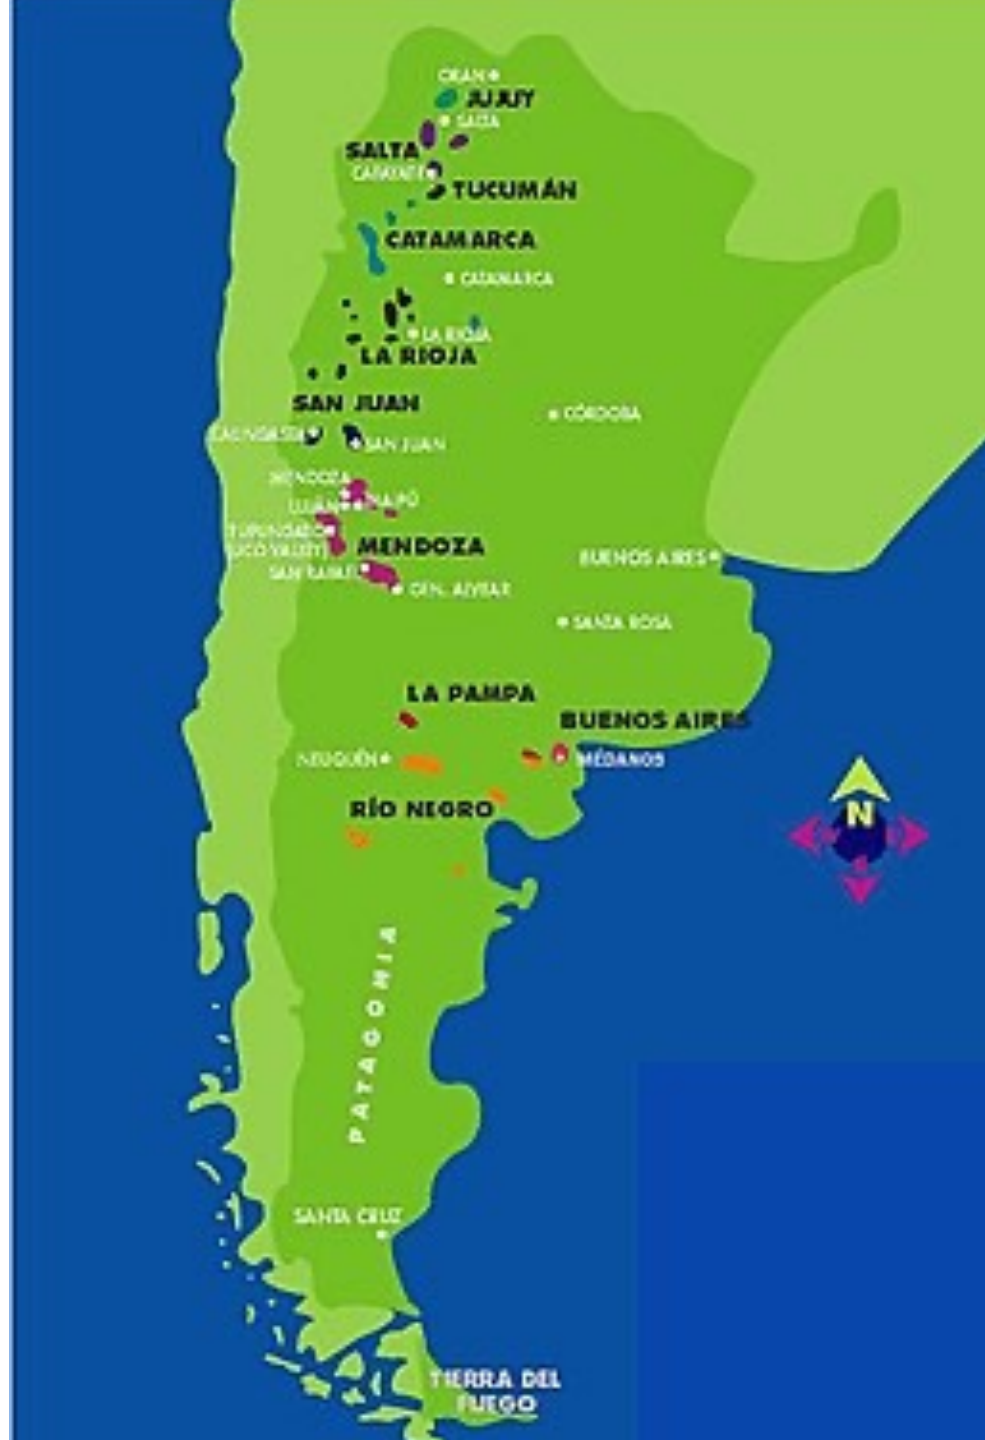 ORAN
JUJUY
SALTA
SALTA
CAFAYATE
TUCUMÁN
CATAMARCA
CATAMARCA
LA RIOJA
LA RIOJA
SAN JUAN
CÓRDOBA
CALINGASTA
SAN JUAN
MENDOZA
MAIPÚ
LUJÁN
TUPUNGATO
UCO VALLEY
MENDOZA
BUENOS AIRES
SAN RAFAEL
GEN. ALVEAR
SANTA ROSA
LA PAMPA
BUENOS AIRES
NEUQUÉN
MÉDANOS
RÍO NEGRO
N
PATAGONIA
SANTA CRUZ
TIERRA DEL
FUEGO